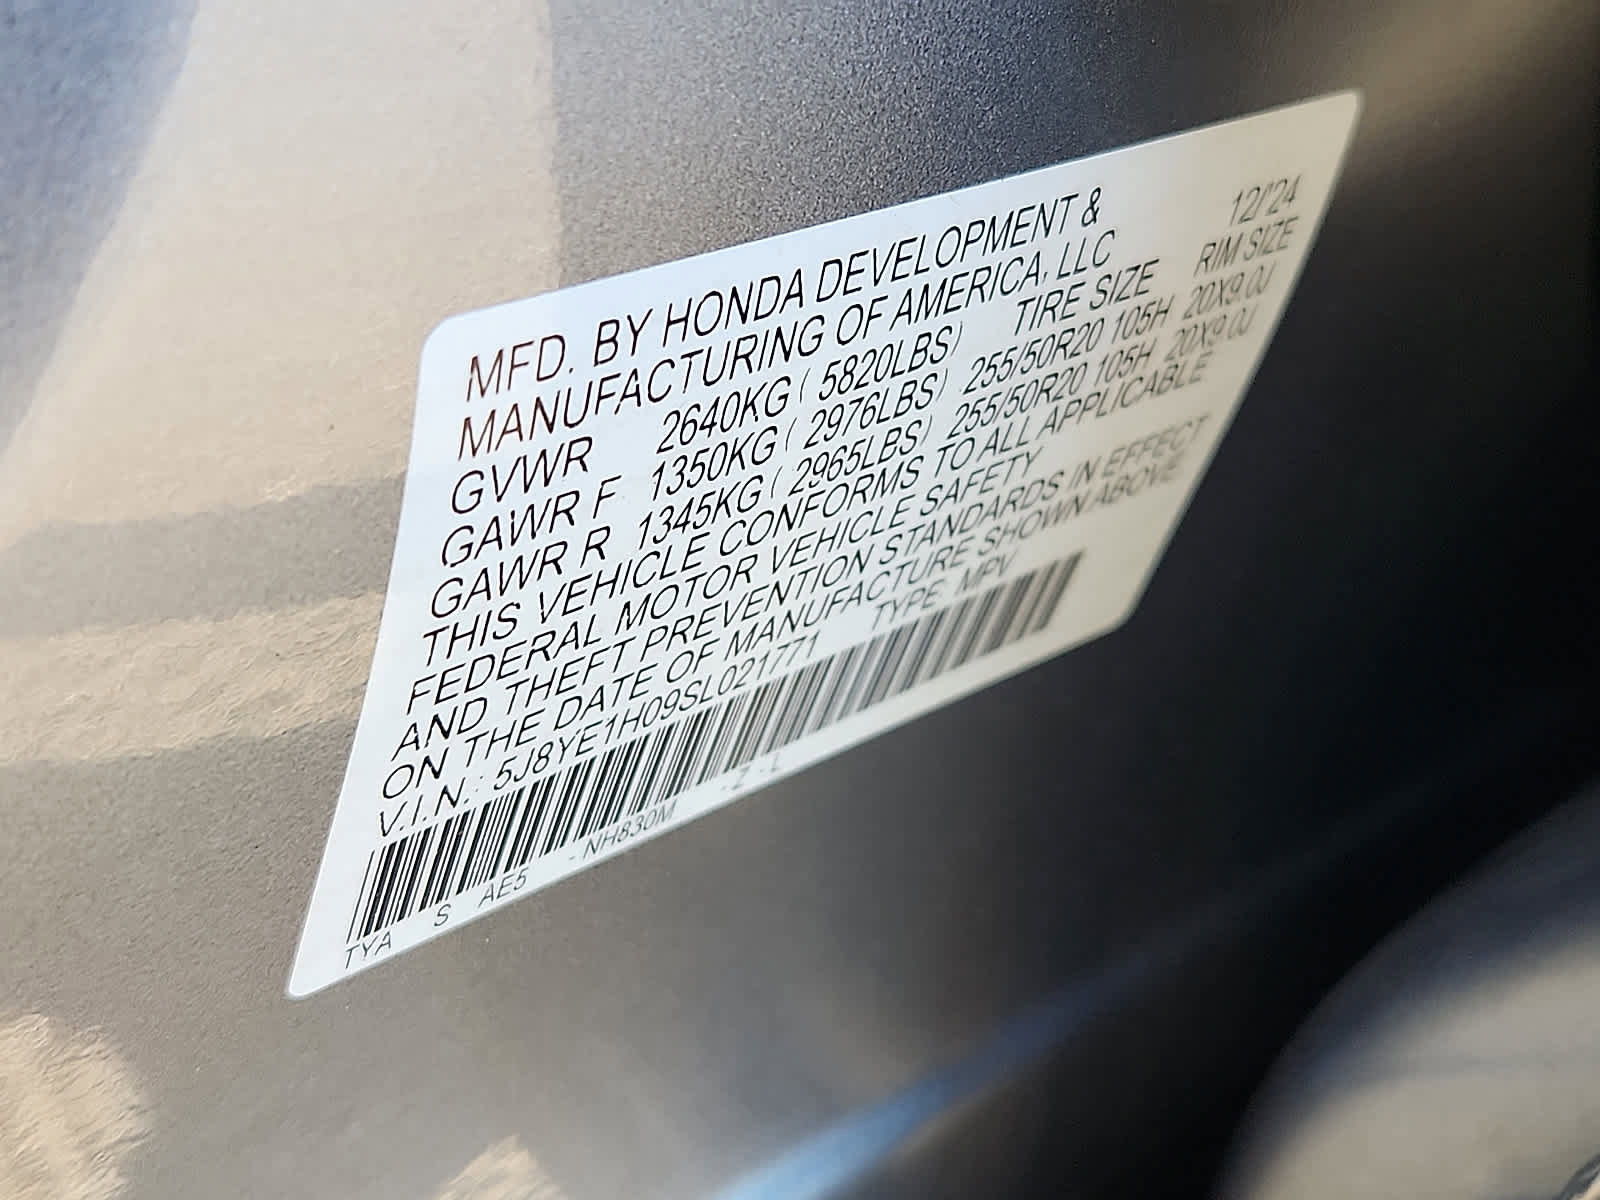 MFD. BY HONDA DEVELOPMENT & 12/'24
MANUFACTURING OF AMERICA, LLC RIM SIZE
GVWR 2640KG ( 5820LBS) TIRE SIZE
GAWR F 1350KG ( 2976LBS) 255/50R20 105H 20X9.0J
GAWR R 1345KG ( 2965LBS) 255/50R20 105H 20X9.0J
THIS VEHICLE CONFORMS TO ALL APPLICABLE
FEDERAL MOTOR VEHICLE SAFETY
AND THEFT PREVENTION STANDARDS IN EFFECT
ON THE DATE OF MANUFACTURE SHOWN ABOVE
V.I.N.: 5J8YE1H09SL021771 TYPE: MPV
TYA S AE5 - NH830M -Z - L